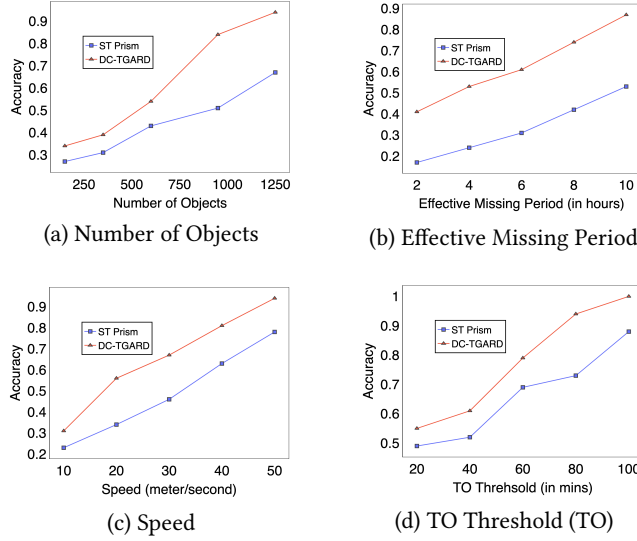 0.9
0.8
0.7
0.6
0.5
0.4
0.3
Accuracy
ST Prism
DC-TGARD
250 500 750 1000 1250
Number of Objects
(a) Number of Objects
0.9
0.8
0.7
0.6
0.5
0.4
0.3
0.2
Accuracy
ST Prism
DC-TGARD
2 4 6 8 10
Effective Missing Period (in hours)
(b) Effective Missing Period
0.9
0.8
0.7
0.6
0.5
0.4
0.3
0.2
Accuracy
ST Prism
DC-TGARD
10 20 30 40 50
Speed (meter/second)
(c) Speed
1
0.9
0.8
0.7
0.6
0.5
Accuracy
ST Prism
DC-TGARD
20 40 60 80 100
TO Threhsold (in mins)
(d) TO Threshold (TO)